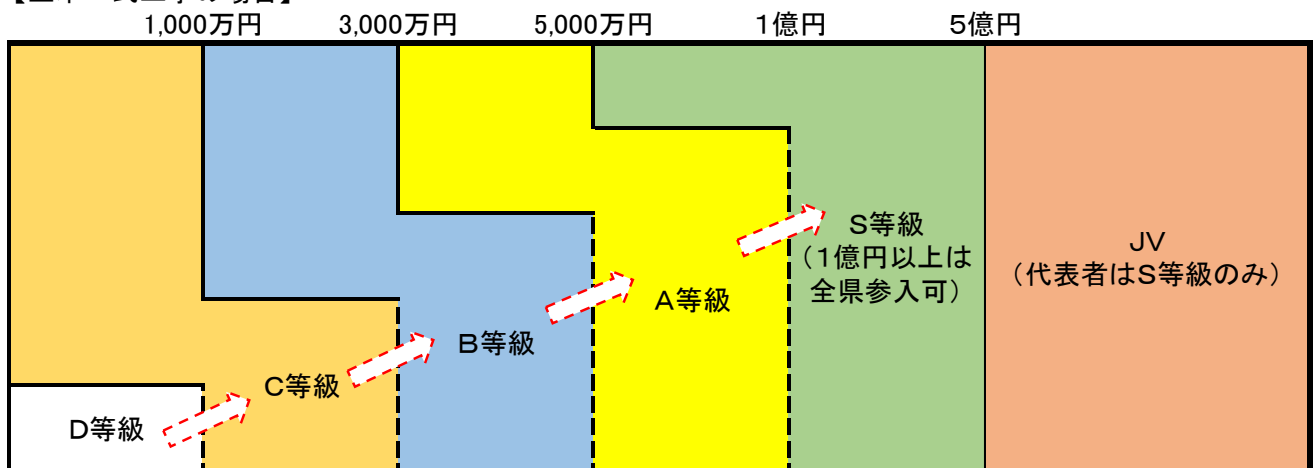 1,000万円 3,000万円 5,000万円 1億円 5億円
S等級
（1億円以上は
全県参入可）
JV
（代表者はS等級のみ）
A等級
B等級
C等級
D等級